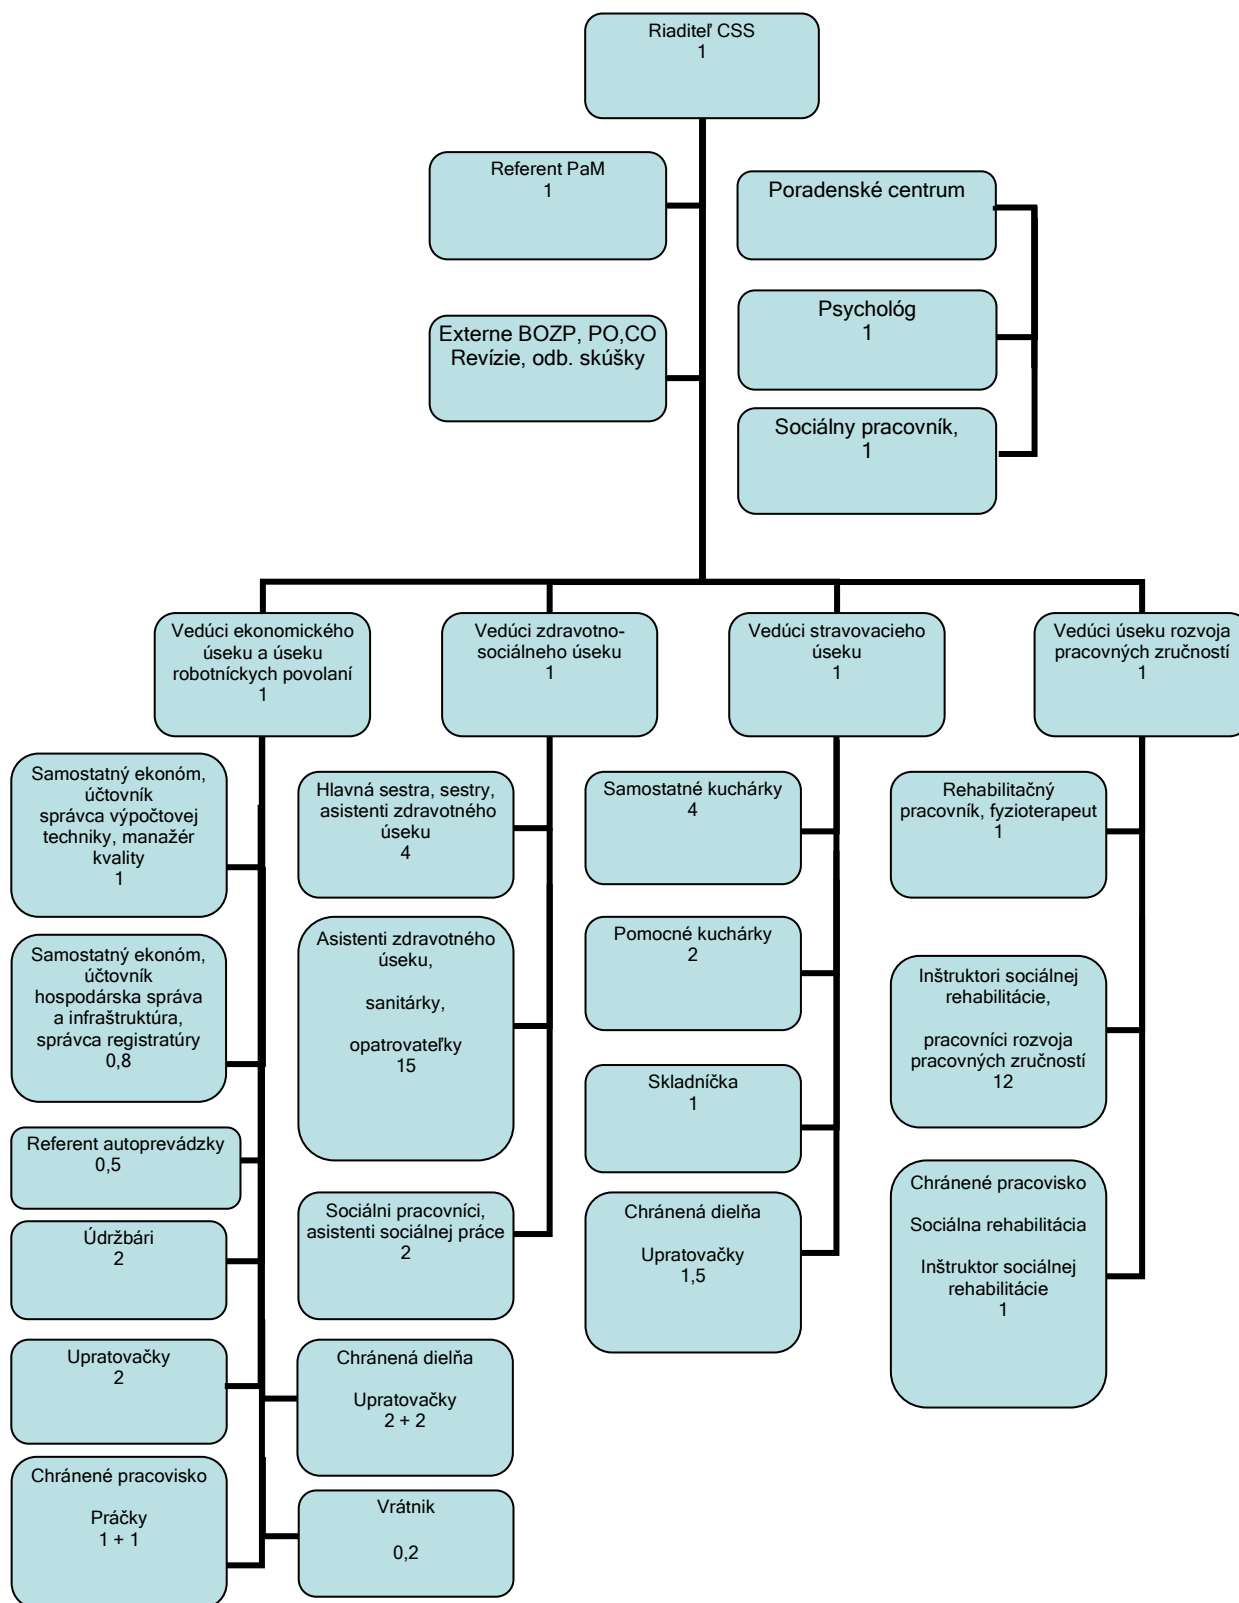 Riaditeľ CSS
1
Referent PaM
1
Poradenské centrum
Externe BOZP, PO,CO
Revízie, odb. skúšky
Psychológ
1
Sociálny pracovník,
1
Vedúci ekonomického
úseku a úseku
robotníckych povolaní
1
Vedúci zdravotno-
sociálneho úseku
1
Vedúci stravovacieho
úseku
1
Vedúci úseku rozvoja
pracovných zručností
1
Samostatný ekonóm,
účtovník
správca výpočtovej
techniky, manažér
kvality
1
Samostatný ekonóm,
účtovník
hospodárska správa
a infraštruktúra,
správca registratúry
0,8
Referent autoprevádzky
0,5
Údržbári
2
Upratovačky
2
Chránené pracovisko
Práčky
1 + 1
Hlavná sestra, sestry,
asistenti zdravotného
úseku
4
Asistenti zdravotného
úseku,
sanitárky,
opatrovateľky
15
Sociálni pracovníci,
asistenti sociálnej práce
2
Chránená dielňa
Upratovačky
2 + 2
Vrátnik
0,2
Samostatné kuchárky
4
Pomocné kuchárky
2
Skladníčka
1
Chránená dielňa
Upratovačky
1,5
Rehabilitačný
pracovník, fyzioterapeut
1
Inštruktori sociálnej
rehabilitácie,
pracovníci rozvoja
pracovných zručností
12
Chránené pracovisko
Sociálna rehabilitácia
Inštruktor sociálnej
rehabilitácie
1